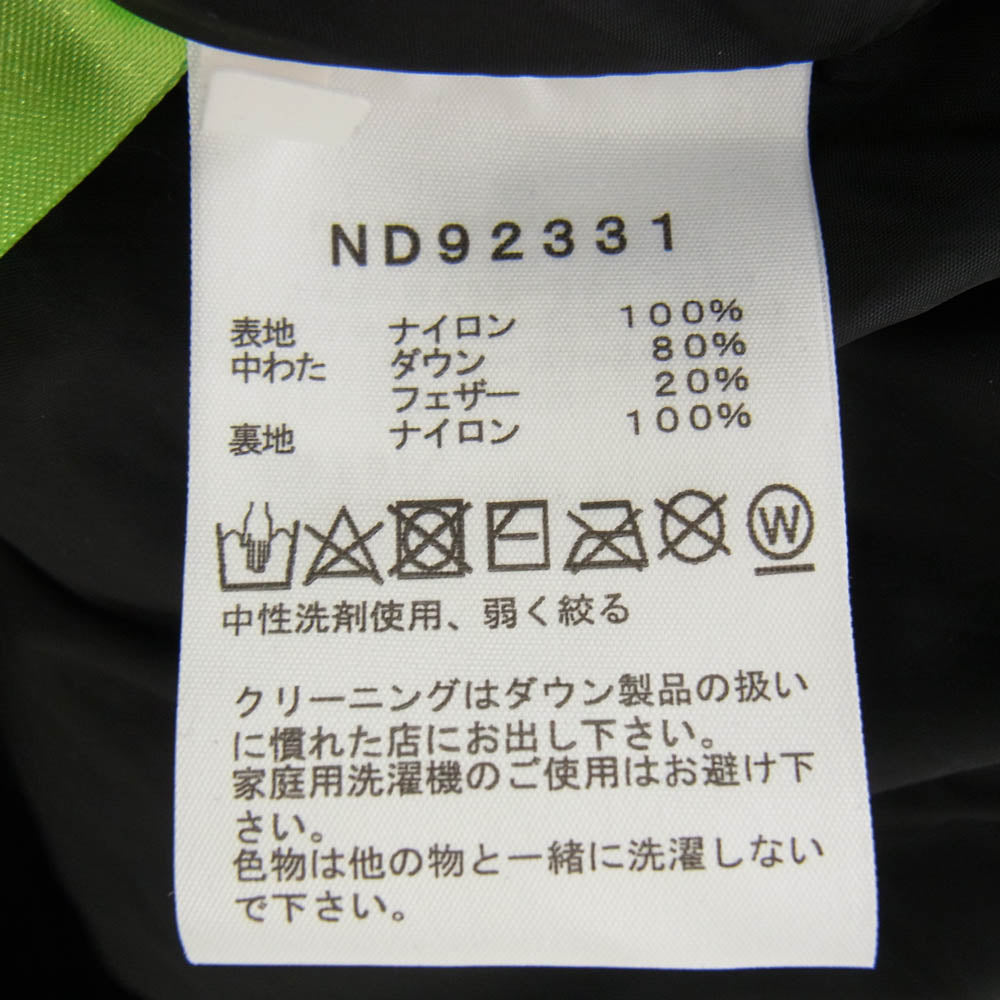 ND92331
表地 ナイロン 100%
中わた ダウン 80%
フェザー 20%
裏地 ナイロン 100%
W
中性洗剤使用、弱く絞る
クリーニングはダウン製品の扱い
に慣れた店にお出し下さい。
家庭用洗濯機のご使用はお避け下
さい。
色物は他の物と一緒に洗濯しない
で下さい。